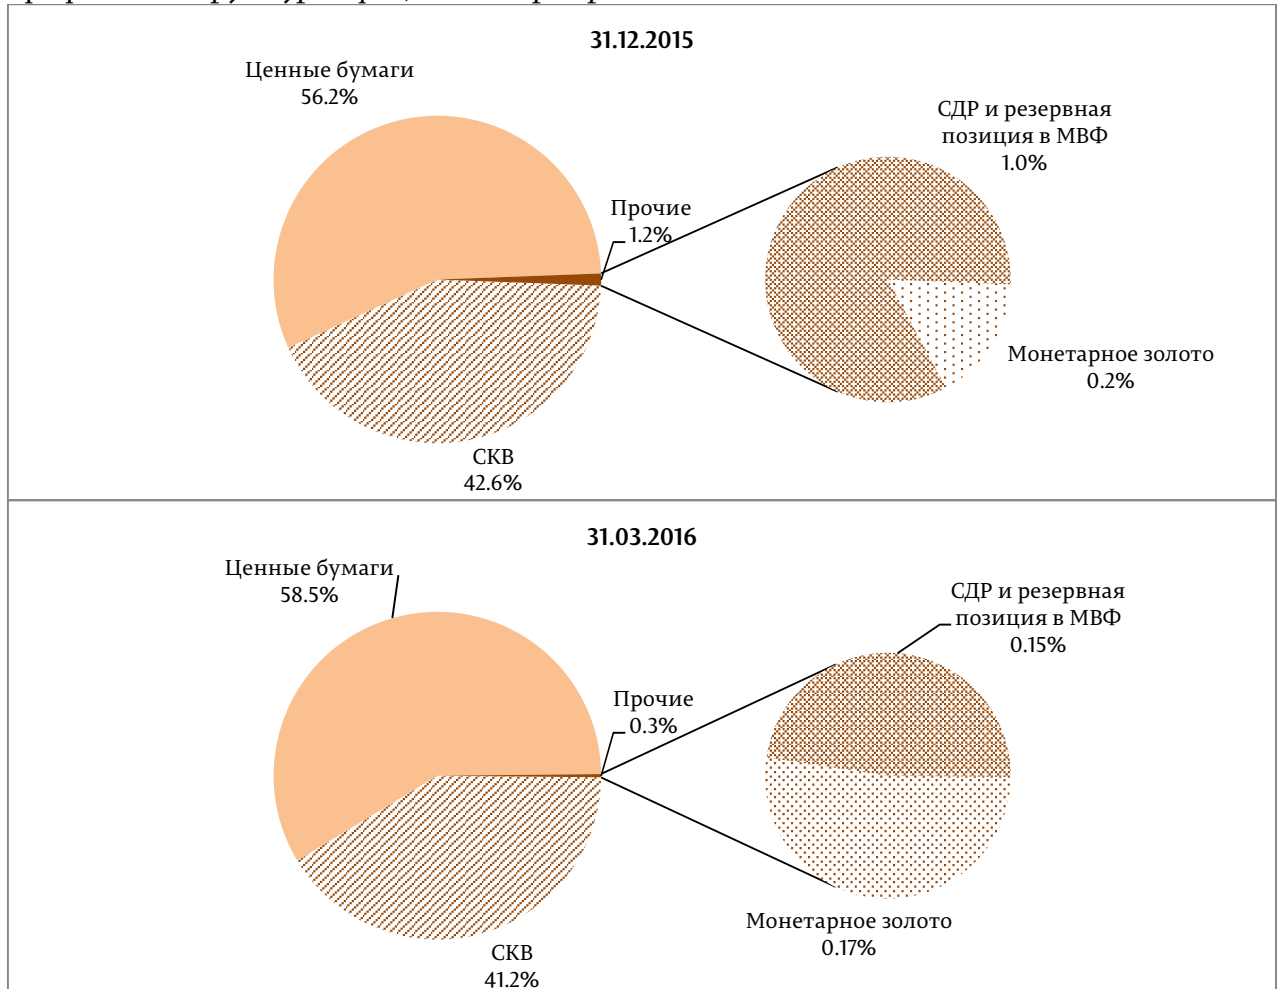 31.12.2015
Ценные бумаги
56.2%
СДР и резервная
позиция в МВФ
1.0%
Прочие
1.2%
Монетарное золото
0.2%
СКВ
42.6%
31.03.2016
Ценные бумаги
58.5%
СДР и резервная
позиция в МВФ
0.15%
Прочие
0.3%
Монетарное золото
0.17%
СКВ
41.2%